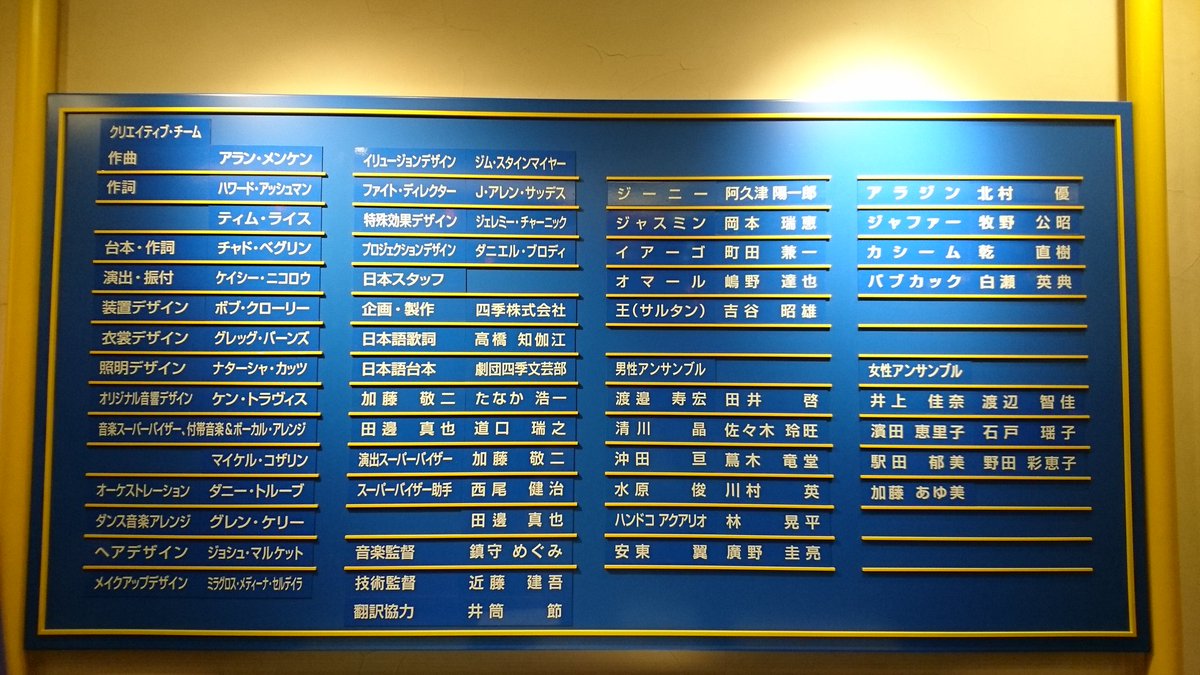 クリエイティブ・チーム
作曲 アラン・メンケン
作詞 ハワード・アッシュマン
ティム・ライス
台本・作詞 チャド・ベグリン
演出・振付 ケイシー・ニコロウ
装置デザイン ボブ・クローリー
衣裳デザイン グレッグ・バーンズ
照明デザイン ナターシャ・カッツ
オリジナル音響デザイン ケン・トラヴィス
音楽スーパーバイザー、付帯音楽&ボーカル・アレンジ
マイケル・コザリン
オーケストレーション ダニー・トルーブ
ダンス音楽アレンジ グレン・ケリー
ヘアデザイン ジョシュ・マルケット
メイクアップデザイン ミラグロス・メディーナ・セルデイラ
イリュージョンデザイン ジム・スタインマイヤー
ファイト・ディレクター J・アレン・サッデス
特殊効果デザイン ジェレミー・チャーニック
プロジェクションデザイン ダニエル・ブロディ
日本スタッフ
企画・製作 四季株式会社
日本語歌詞 高橋 知伽江
日本語台本 劇団四季文芸部
加藤 敬二 たなか 浩一
田邊 真也 道口 瑞之
演出スーパーバイザー 加藤 敬二
スーパーバイザー助手 西尾 健治
田邊 真也
音楽監督 鎮守 めぐみ
技術監督 近藤 建吾
翻訳協力 井筒 節
ジーニー 阿久津 陽一郎
ジャスミン 岡本 瑞恵
イアーゴ 町田 兼一
オマール 嶋野 達也
王(サルタン) 吉谷 昭雄
男性アンサンブル
渡邉 寿宏 田井 啓
清川 晶 佐々木 玲旺
沖田 亘 蔦木 竜堂
水原 俊 川村 英
ハンドコ アクアリオ 林 晃平
安東 翼 廣野 圭亮
アラジン 北村 優
ジャファー 牧野 公昭
カシーム 乾 直樹
バブカック 白瀬 英典
女性アンサンブル
井上 佳奈 渡辺 智佳
濱田 恵里子 石戸 瑶子
駅田 郁美 野田 彩恵子
加藤 あゆ美